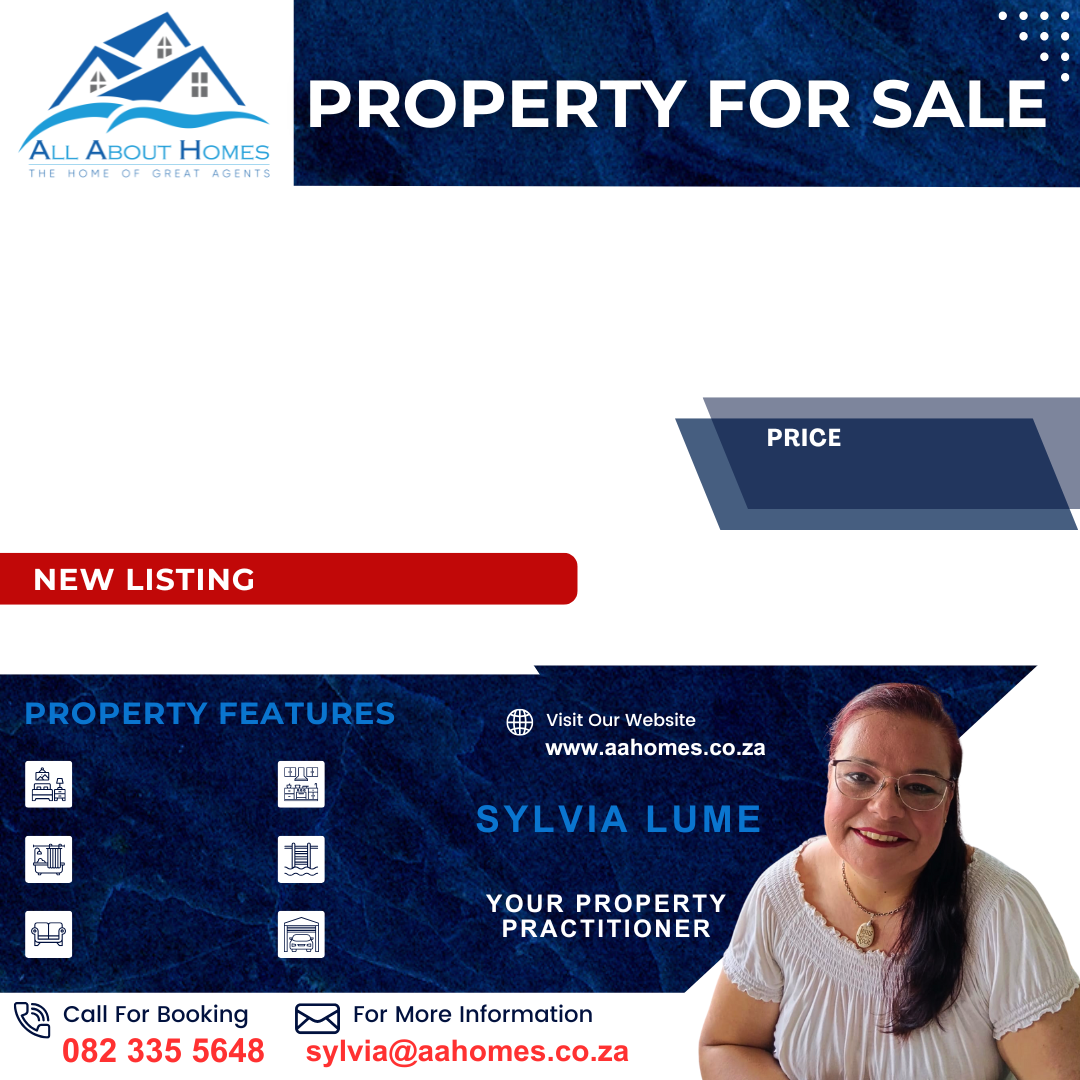 ALL ABOUT HOMES
THE HOME OF GREAT AGENTS
PROPERTY FOR SALE
PRICE
NEW LISTING
PROPERTY FEATURES
Visit Our Website
www.aahomes.co.za
SYLVIA LUME
YOUR PROPERTY
PRACTITIONER
Call For Booking
082 335 5648
For More Information
sylvia@aahomes.co.za